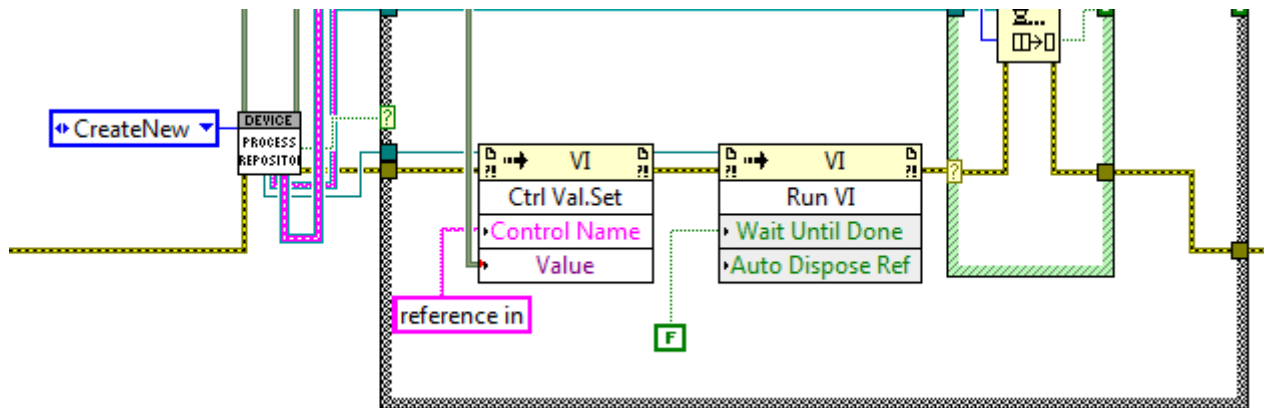 CreateNew
DEVICE
PROCESS
REPOSITO
?
VI
?!
?!
Ctrl Val.Set
Control Name
Value
reference in
VI
?!
?!
Run VI
Wait Until Done
Auto Dispose Ref
F
?